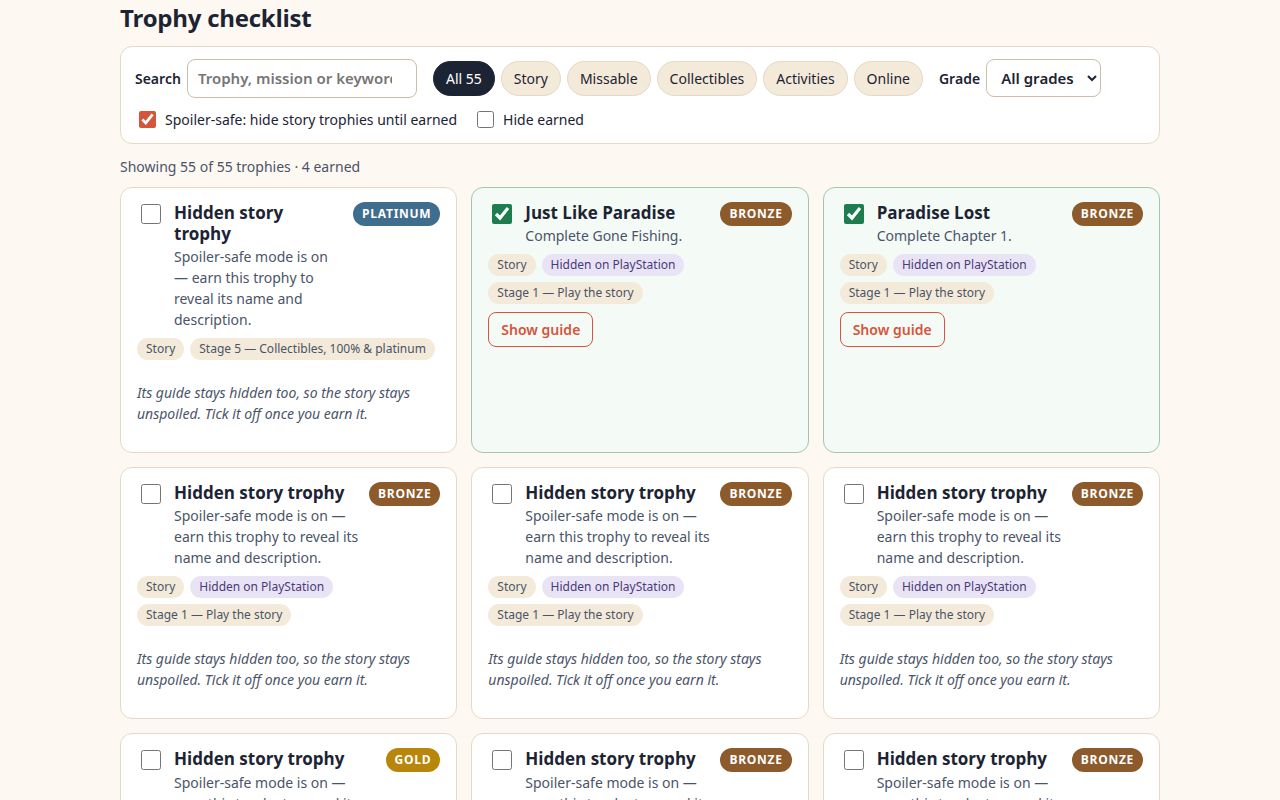 Trophy checklist
Search Trophy, mission or keywor All 55 Story Missable Collectibles Activities Online Grade All grades
Spoiler-safe: hide story trophies until earned Hide earned
Showing 55 of 55 trophies · 4 earned
Hidden story trophy PLATINUM
Spoiler-safe mode is on
— earn this trophy to
reveal its name and
description.
Story Stage 5 — Collectibles, 100% & platinum
Its guide stays hidden too, so the story stays
unspoiled. Tick it off once you earn it.
Just Like Paradise BRONZE
Complete Gone Fishing.
Story Hidden on PlayStation
Stage 1 — Play the story
Show guide
Paradise Lost BRONZE
Complete Chapter 1.
Story Hidden on PlayStation
Stage 1 — Play the story
Show guide
Hidden story trophy BRONZE
Spoiler-safe mode is on —
earn this trophy to reveal its
name and description.
Story Hidden on PlayStation
Stage 1 — Play the story
Its guide stays hidden too, so the story stays
unspoiled. Tick it off once you earn it.
Hidden story trophy BRONZE
Spoiler-safe mode is on —
earn this trophy to reveal its
name and description.
Story Hidden on PlayStation
Stage 1 — Play the story
Its guide stays hidden too, so the story stays
unspoiled. Tick it off once you earn it.
Hidden story trophy BRONZE
Spoiler-safe mode is on —
earn this trophy to reveal its
name and description.
Story Hidden on PlayStation
Stage 1 — Play the story
Its guide stays hidden too, so the story stays
unspoiled. Tick it off once you earn it.
Hidden story trophy GOLD
Spoiler-safe mode is on —
Hidden story trophy BRONZE
Spoiler-safe mode is on —
Hidden story trophy BRONZE
Spoiler-safe mode is on —